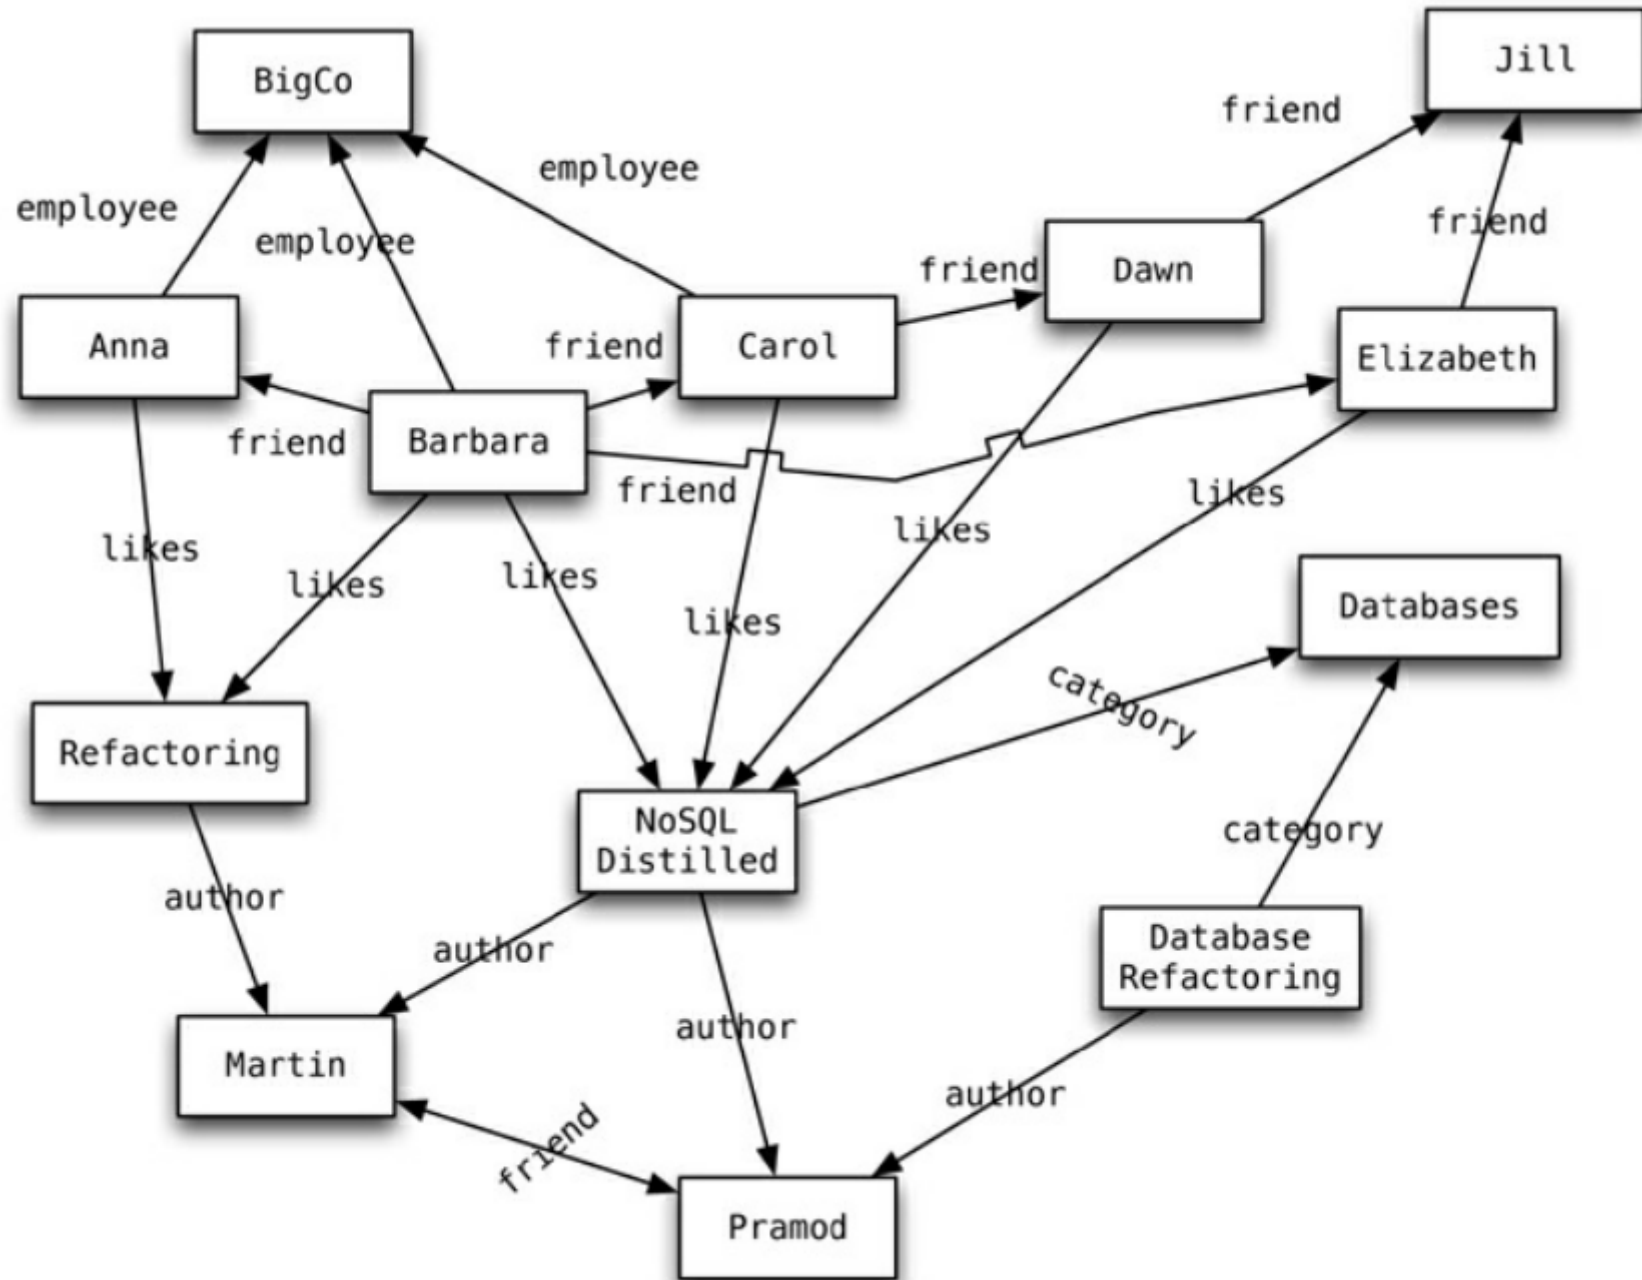 BigCo
Jill
friend
employee
employee
friend
employee
friend
Dawn
Anna
friend
Carol
Elizabeth
friend
Barbara
friend
likes
likes
likes
likes
likes
likes
Databases
category
Refactoring
NoSQL
Distilled
category
author
author
Database
Refactoring
author
Martin
author
friend
Pramod